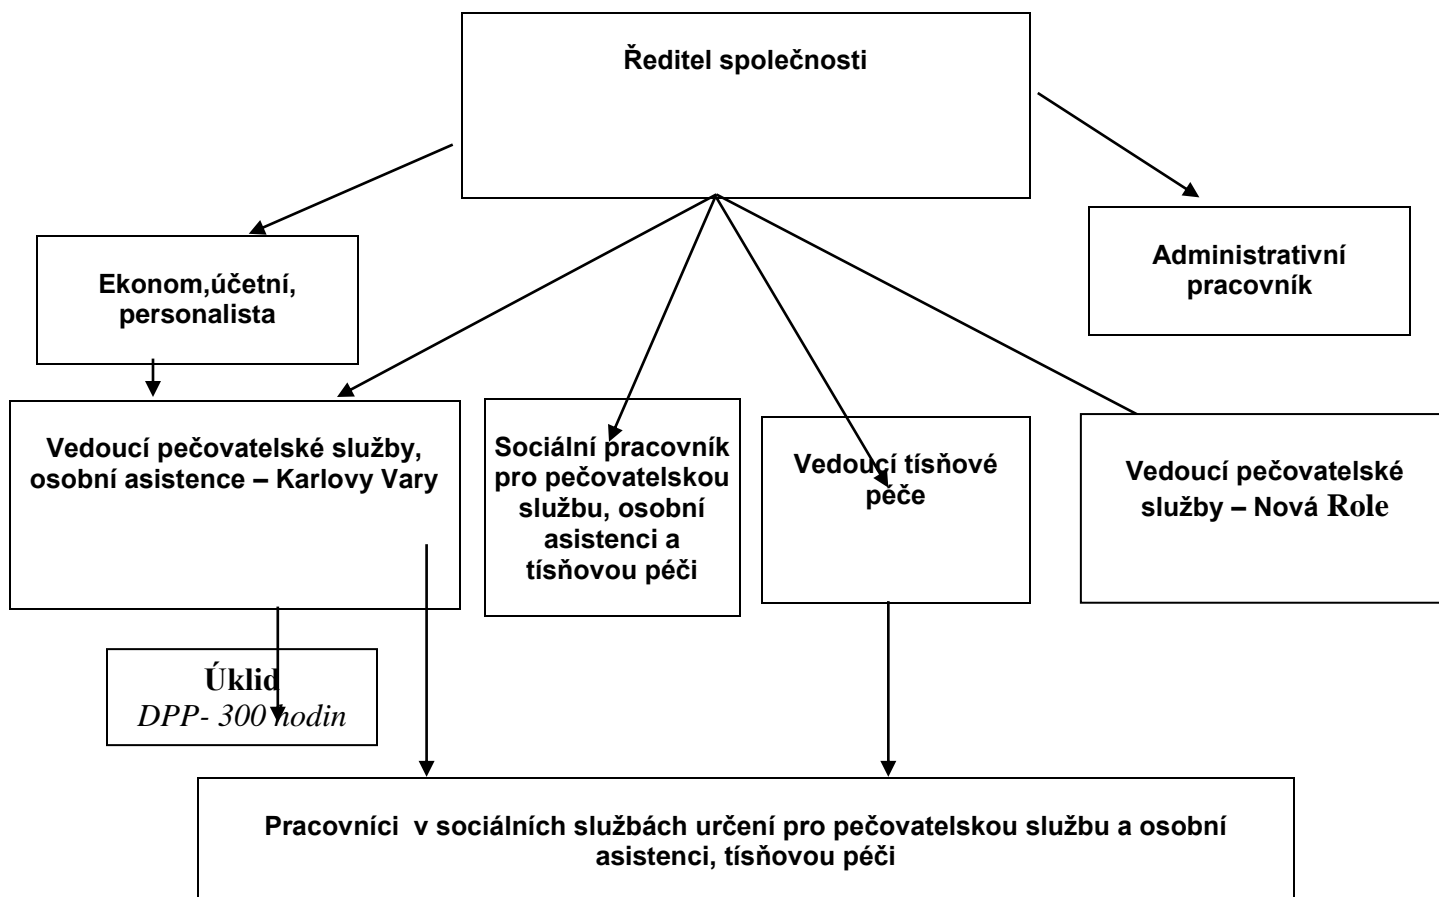 Ředitel společnosti
Ekonom,účetní,
personalista
Administrativní
pracovník
Vedoucí pečovatelské služby,
osobní asistence – Karlovy Vary
Sociální pracovník
pro pečovatelskou
službu, osobní
asistenci a
tísňovou péči
Vedoucí tísňové
péče
Vedoucí pečovatelské
služby – Nová Role
Úklid
DPP- 300 hodin
Pracovníci v sociálních službách určení pro pečovatelskou službu a osobní
asistenci, tísňovou péči